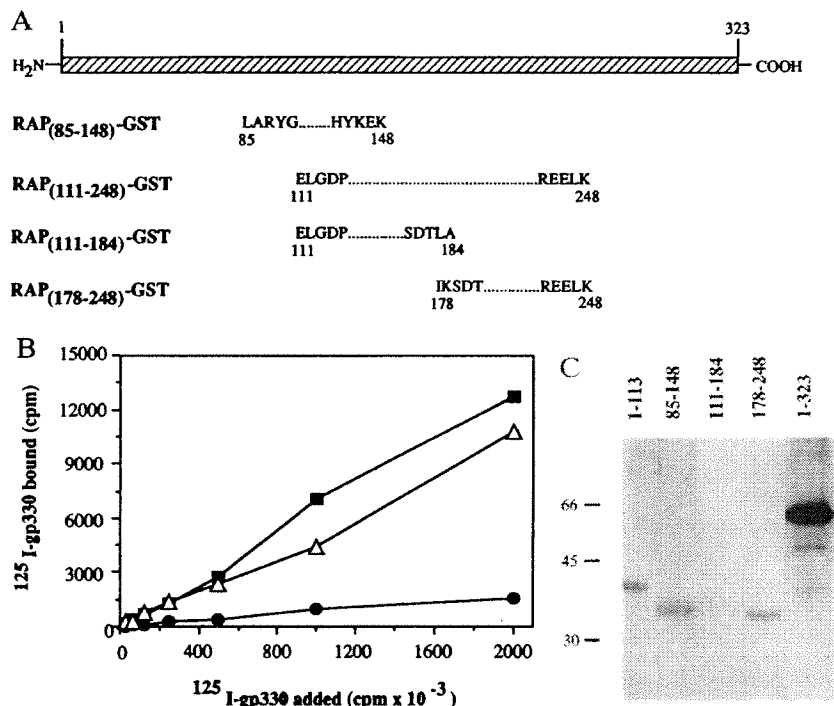 A
1 323
H₂N COOH
RAP(85-148)-GST LARYG.........HYKEK
85 148
RAP(111-248)-GST ELGDP.......................................REELK
111 248
RAP(111-184)-GST ELGDP..............SDTLA
111 184
RAP(178-248)-GST IKSDT..............REELK
178 248
B
15000
12000
9000
6000
3000
0
¹²⁵I-gp330 bound (cpm)
0 400 800 1200 1600 2000
¹²⁵I-gp330 added (cpm x 10⁻³)
C
1-113
85-148
111-184
178-248
1-323
66
45
30